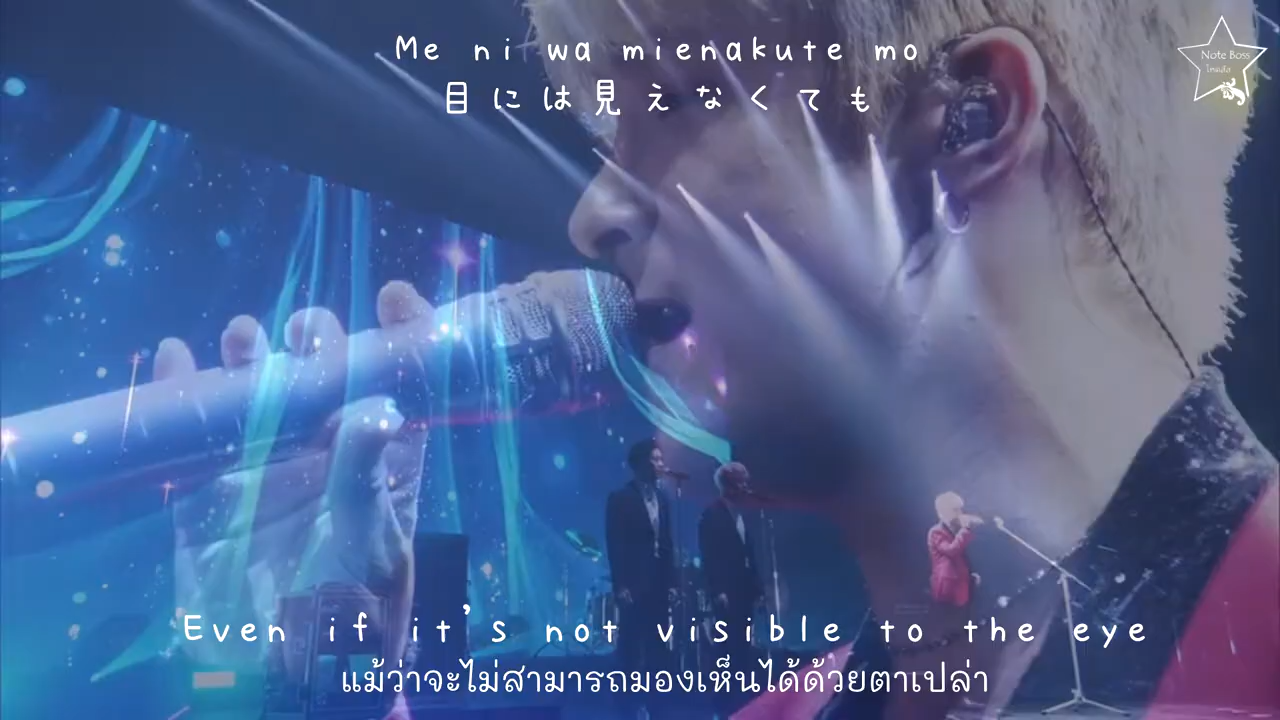 Me ni wa mienakute mo
目には見えなくても
Note Boss
Even if it's not visible to the eye
แม้ว่าจะไม่สามารถมองเห็นได้ด้วยตาเปล่า